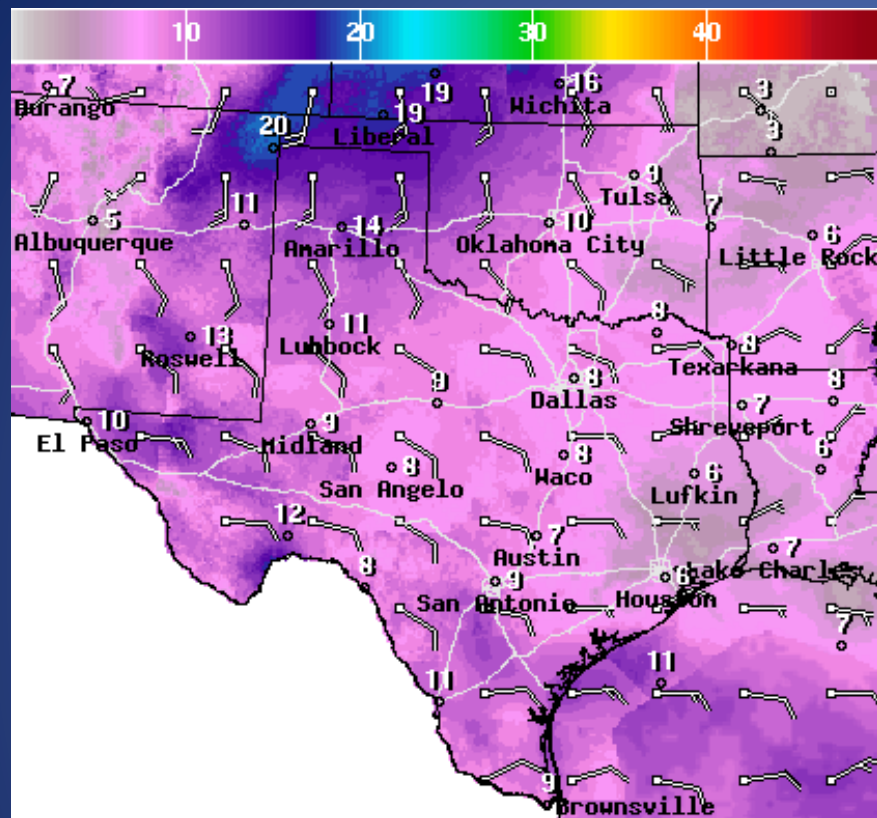 10 20 30 40
7 19 16 3
Durango Wichita
19
Liberal
20 3
9
Tulsa
5 11 14 10 7 6
Albuquerque Amarillo Oklahoma City Little Rock
13 11 8 8
Roswell Lubbock Texarkana
9 8 7 8
Dallas
10 9 Shreveport
El Paso Midland
8 8 6 6
San Angelo Waco Lufkin
12 7 7
Austin
8 9 6 Lake Charles
San Antonio Houston
7
11 11
9
Brownsville